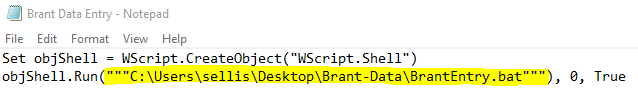 Brant Data Entry - Notepad
File Edit Format View Help
Set objShell = WScript.CreateObject("WScript.Shell")
objShell.Run("""C:\Users\sellis\Desktop\Brant-Data\BrantEntry.bat"""), 0, True